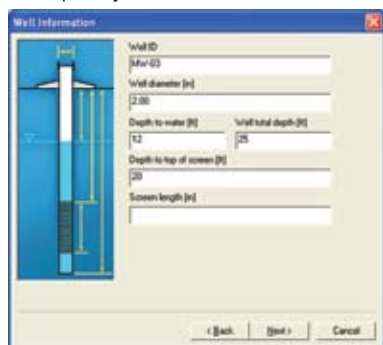 Well Information
Well ID
MW-03
Well diameter [in]
2.00
Depth to water [ft] Well total depth [ft]
12 25
Depth to top of screen [ft]
20
Screen length [in]
< Back Next > Cancel